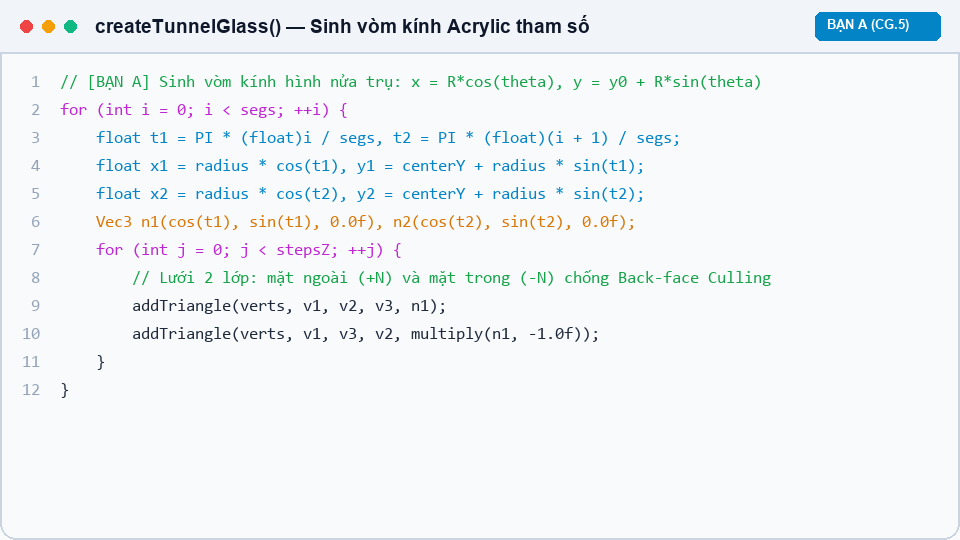 createTunnelGlass() — Sinh vòm kính Acrylic tham số
BẠN A (CG.5)
1 // [BẠN A] Sinh vòm kính hình nửa trụ: x = R*cos(theta), y = y0 + R*sin(theta)
2 for (int i = 0; i < segs; ++i) {
3 float t1 = PI * (float)i / segs, t2 = PI * (float)(i + 1) / segs;
4 float x1 = radius * cos(t1), y1 = centerY + radius * sin(t1);
5 float x2 = radius * cos(t2), y2 = centerY + radius * sin(t2);
6 Vec3 n1(cos(t1), sin(t1), 0.0f), n2(cos(t2), sin(t2), 0.0f);
7 for (int j = 0; j < stepsZ; ++j) {
8 // Lưới 2 lớp: mặt ngoài (+N) và mặt trong (-N) chống Back-face Culling
9 addTriangle(verts, v1, v2, v3, n1);
10 addTriangle(verts, v1, v3, v2, multiply(n1, -1.0f));
11 }
12 }